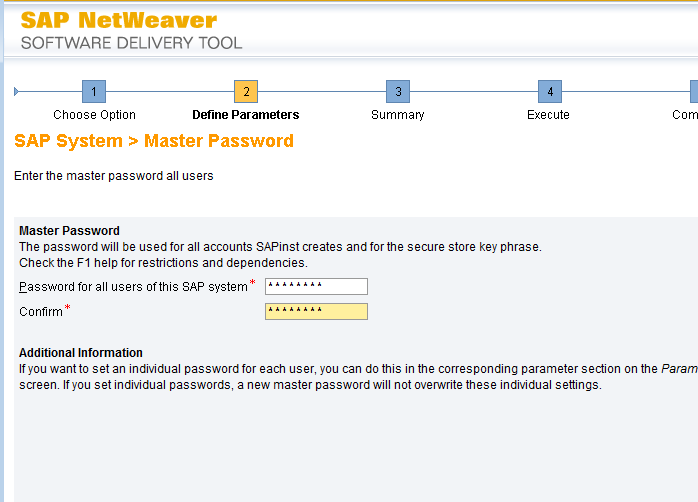 SAP NetWeaver
SOFTWARE DELIVERY TOOL
1 2 3 4
Choose Option Define Parameters Summary Execute Com
SAP System > Master Password
Enter the master password all users
Master Password
The password will be used for all accounts SAPinst creates and for the secure store key phrase.
Check the F1 help for restrictions and dependencies.
Password for all users of this SAP system* ********
Confirm* ********
Additional Information
If you want to set an individual password for each user, you can do this in the corresponding parameter section on the Param
screen. If you set individual passwords, a new master password will not overwrite these individual settings.